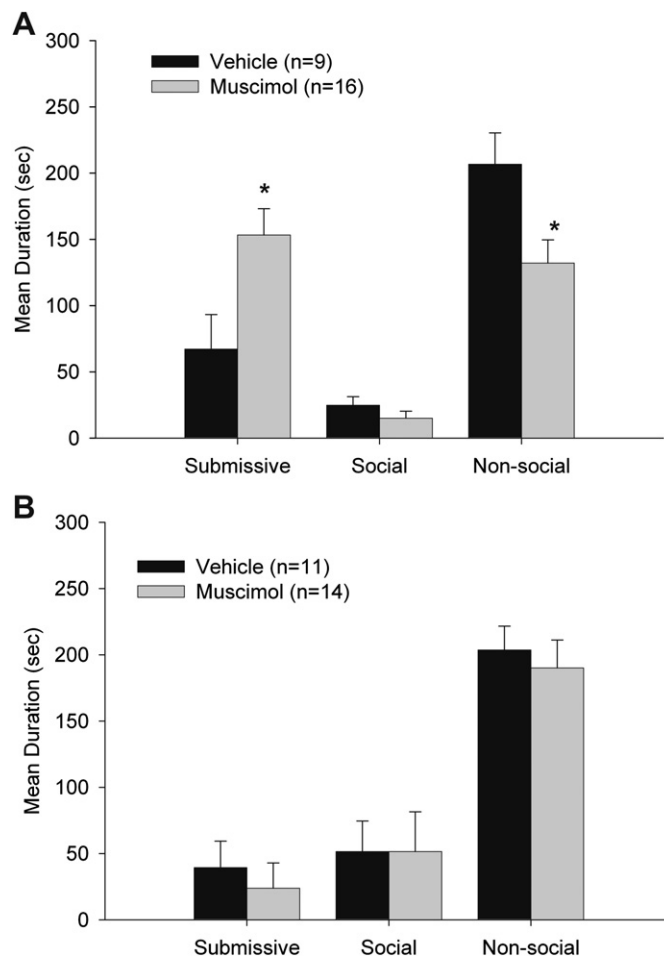 A
300
250
200
150
100
50
0
Mean Duration (sec)
Vehicle (n=9)
Muscimol (n=16)
*
*
Submissive Social Non-social
B
300
250
200
150
100
50
0
Mean Duration (sec)
Vehicle (n=11)
Muscimol (n=14)
Submissive Social Non-social